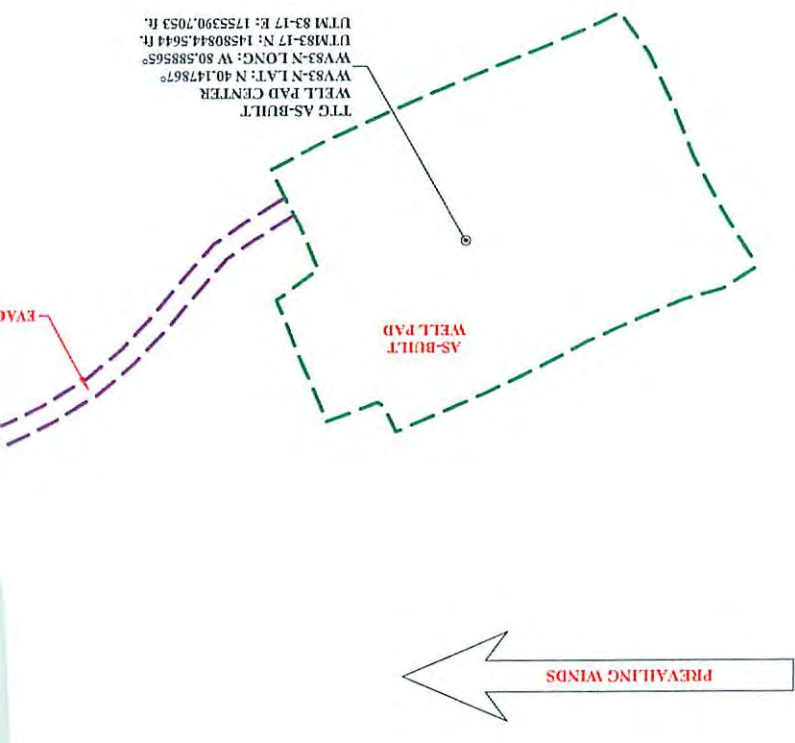 PREVAILING WINDS
EVAC
AS-BUILT
WELL PAD
TTG AS-BUILT
WELL PAD CENTER
WV83-N LAT: N 40.147867°
WV83-N LONG: W 80.588565°
UTM83-17 N: 14580844.5644 ft.
UTM 83-17 E: 1755390.7053 ft.